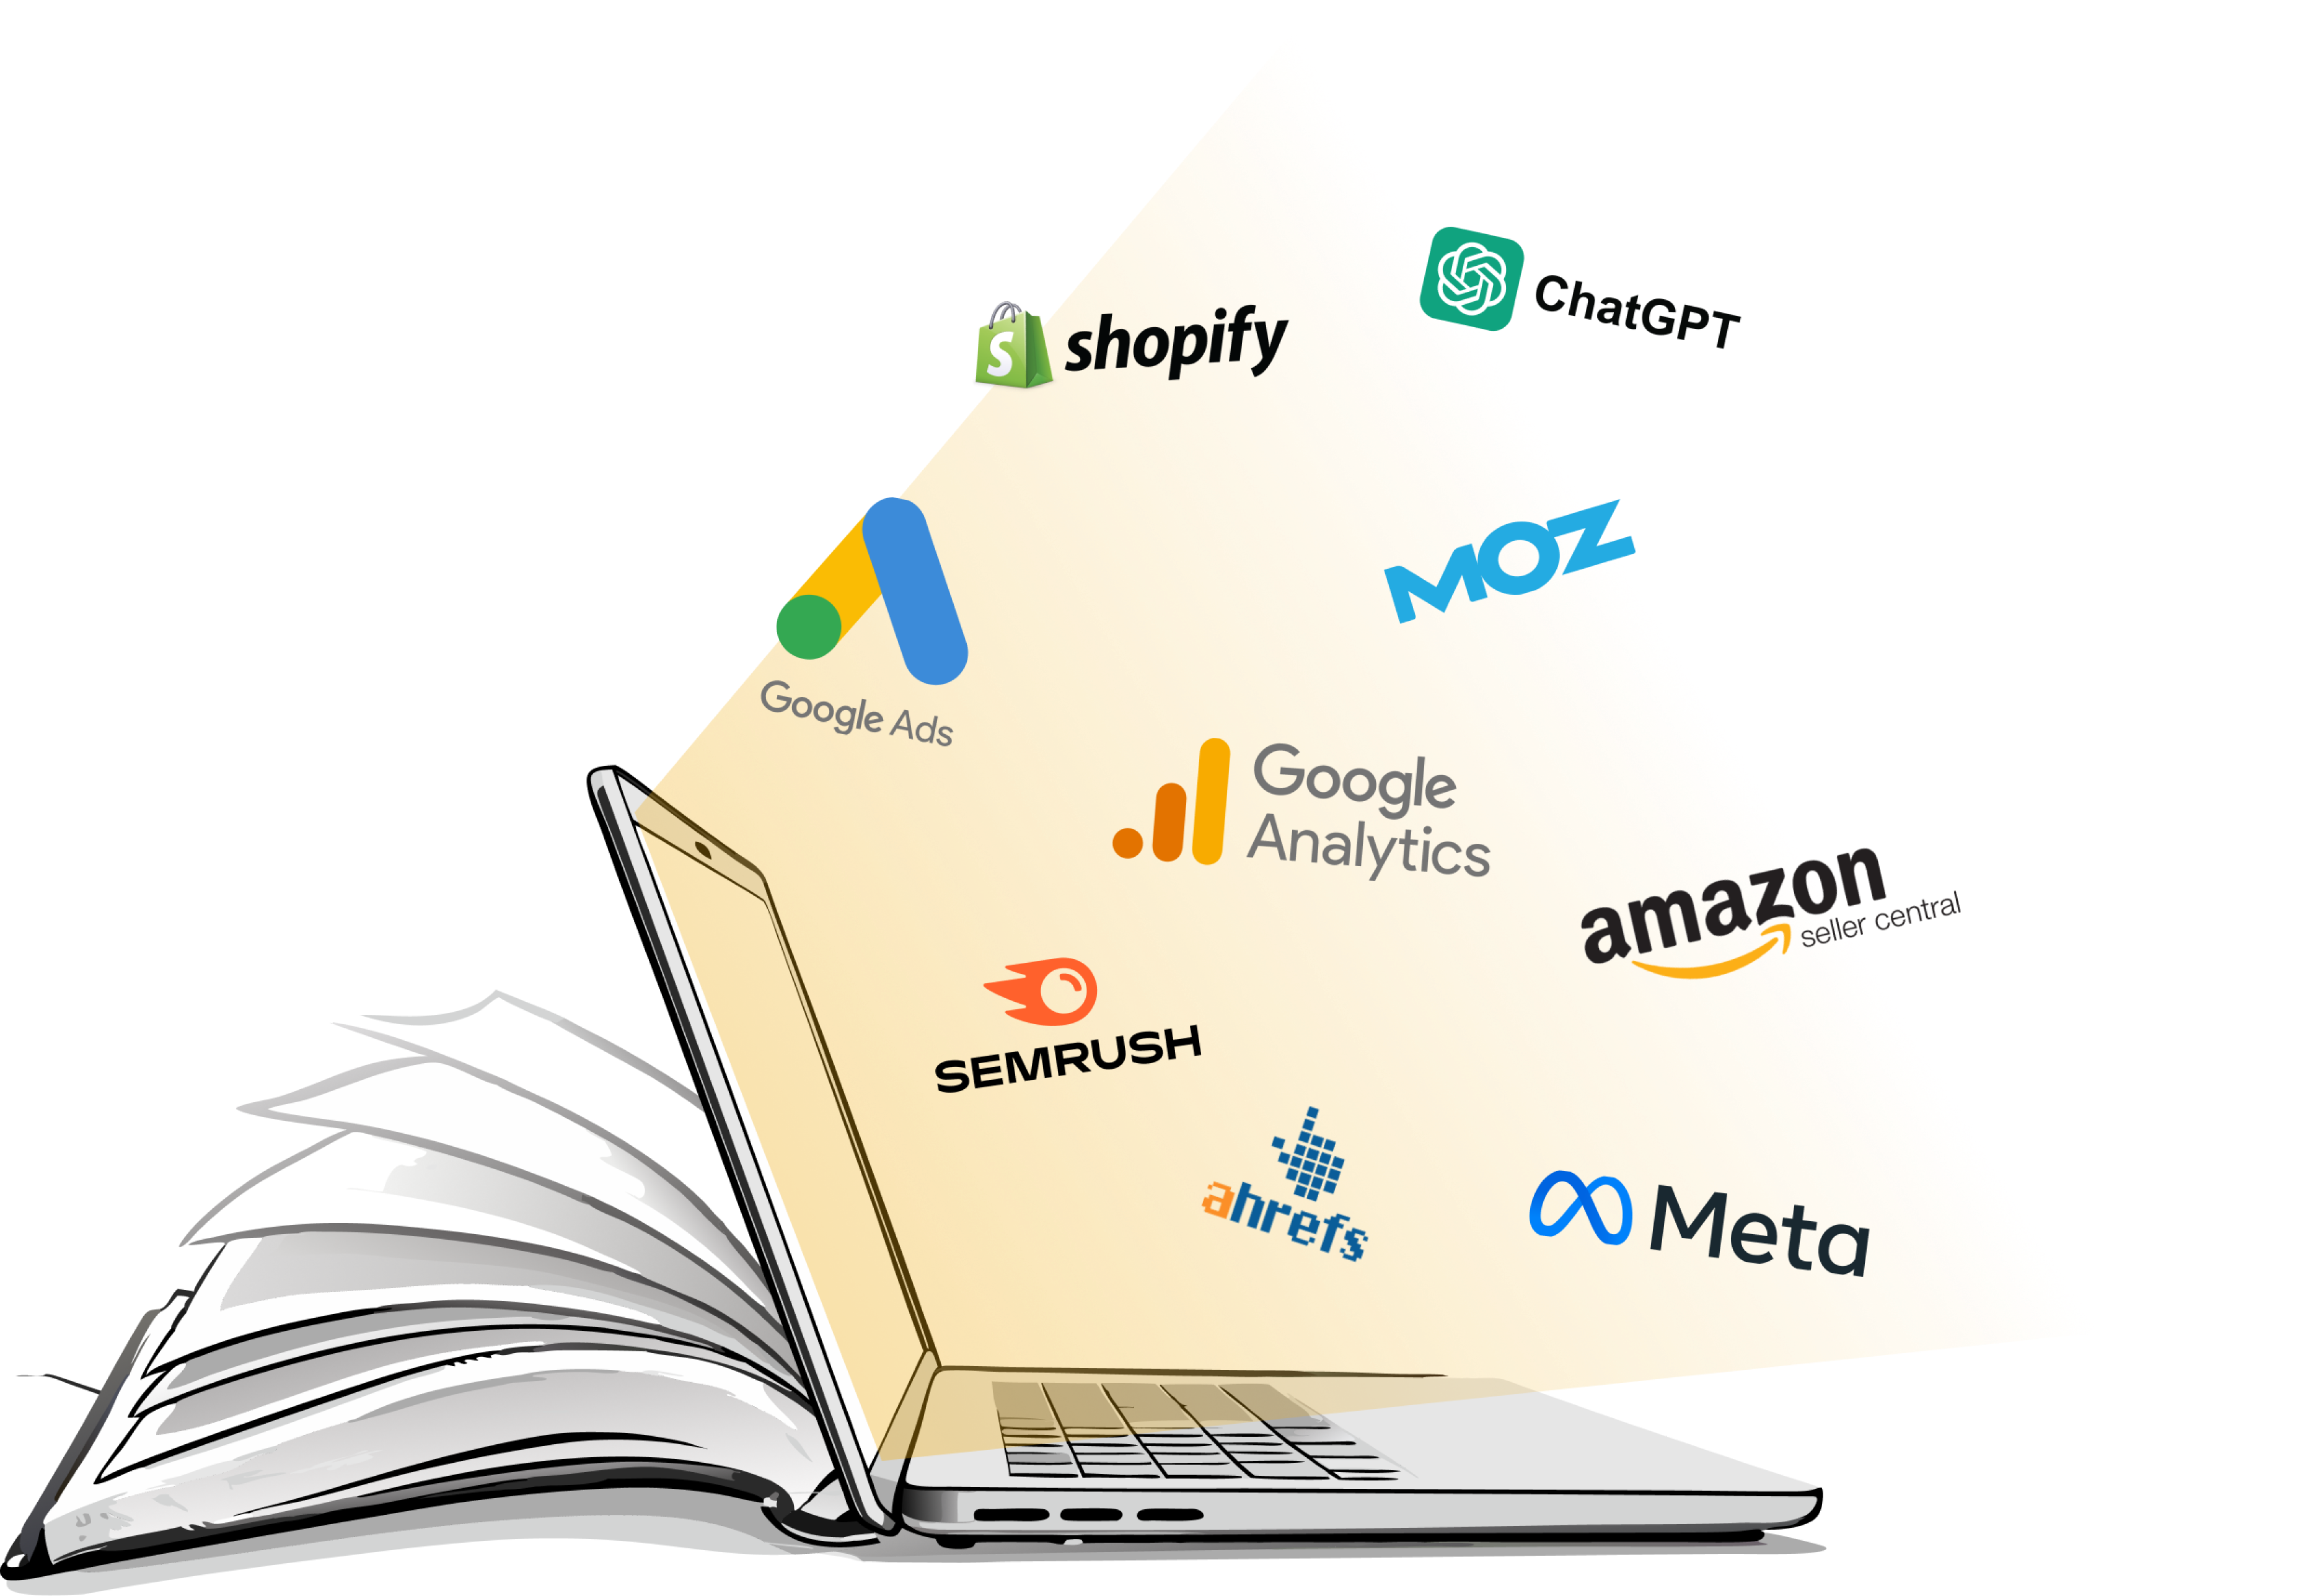 ChatGPT
shopify
MOZ
Google Ads
Google
Analytics
amazon
seller central
SEMRUSH
ahrefs
Meta